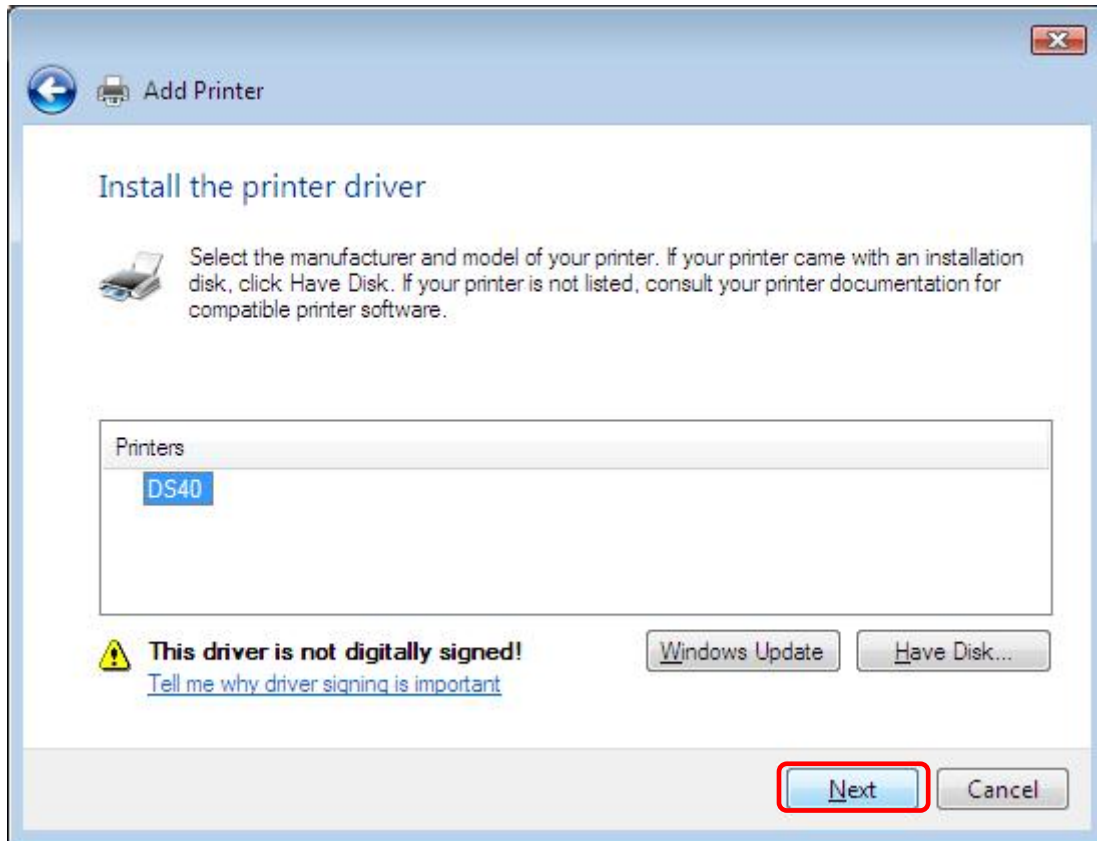 Add Printer
Install the printer driver
Select the manufacturer and model of your printer. If your printer came with an installation
disk, click Have Disk. If your printer is not listed, consult your printer documentation for
compatible printer software.
Printers
DS40
This driver is not digitally signed!
Windows Update
Have Disk...
Tell me why driver signing is important
Next
Cancel